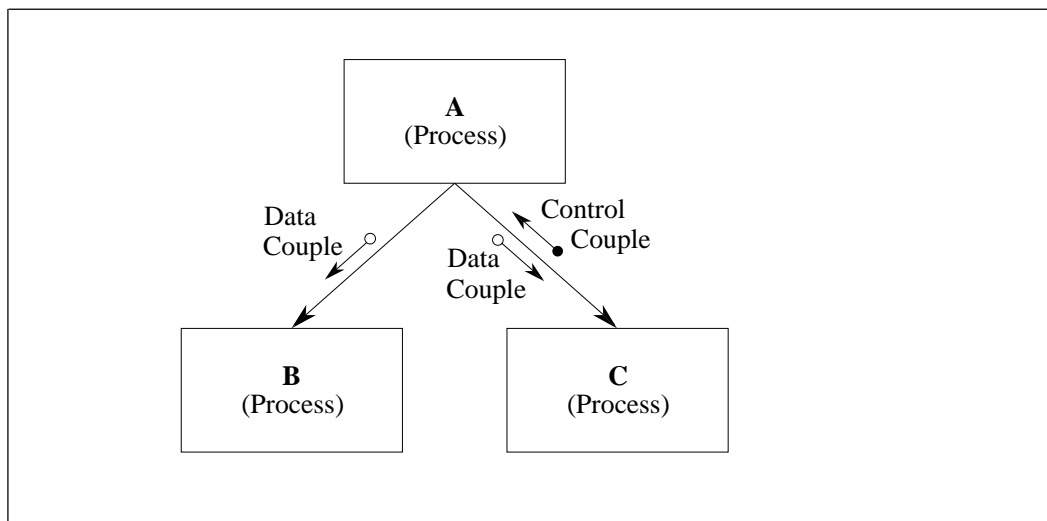 A
(Process)
Data
Couple
Control
Couple
Data
Couple
B
(Process)
C
(Process)